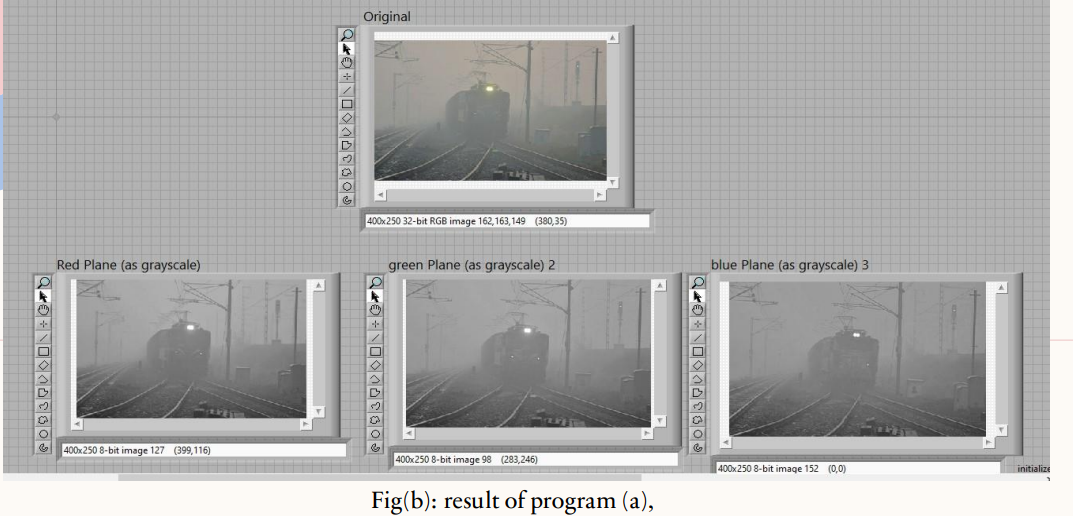 Original
400x250 32-bit RGB image 162,163,149 (380,35)
Red Plane (as grayscale)
green Plane (as grayscale) 2
blue Plane (as grayscale) 3
400x250 8-bit image 127 (399,116)
400x250 8-bit image 98 (283,246)
400x250 8-bit image 152 (0,0)
initialize
Fig(b): result of program (a),